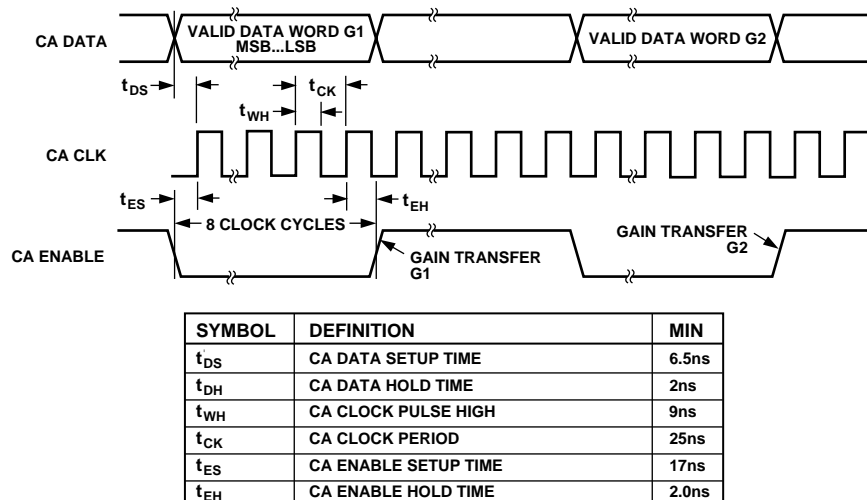 CA DATA
VALID DATA WORD G1
MSB...LSB
VALID DATA WORD G2
tDS
tCK
tWH
CA CLK
tES
tEH
8 CLOCK CYCLES
CA ENABLE
GAIN TRANSFER
G1
GAIN TRANSFER
G2
SYMBOL DEFINITION MIN
tDS CA DATA SETUP TIME 6.5ns
tDH CA DATA HOLD TIME 2ns
tWH CA CLOCK PULSE HIGH 9ns
tCK CA CLOCK PERIOD 25ns
tES CA ENABLE SETUP TIME 17ns
tEH CA ENABLE HOLD TIME 2.0ns